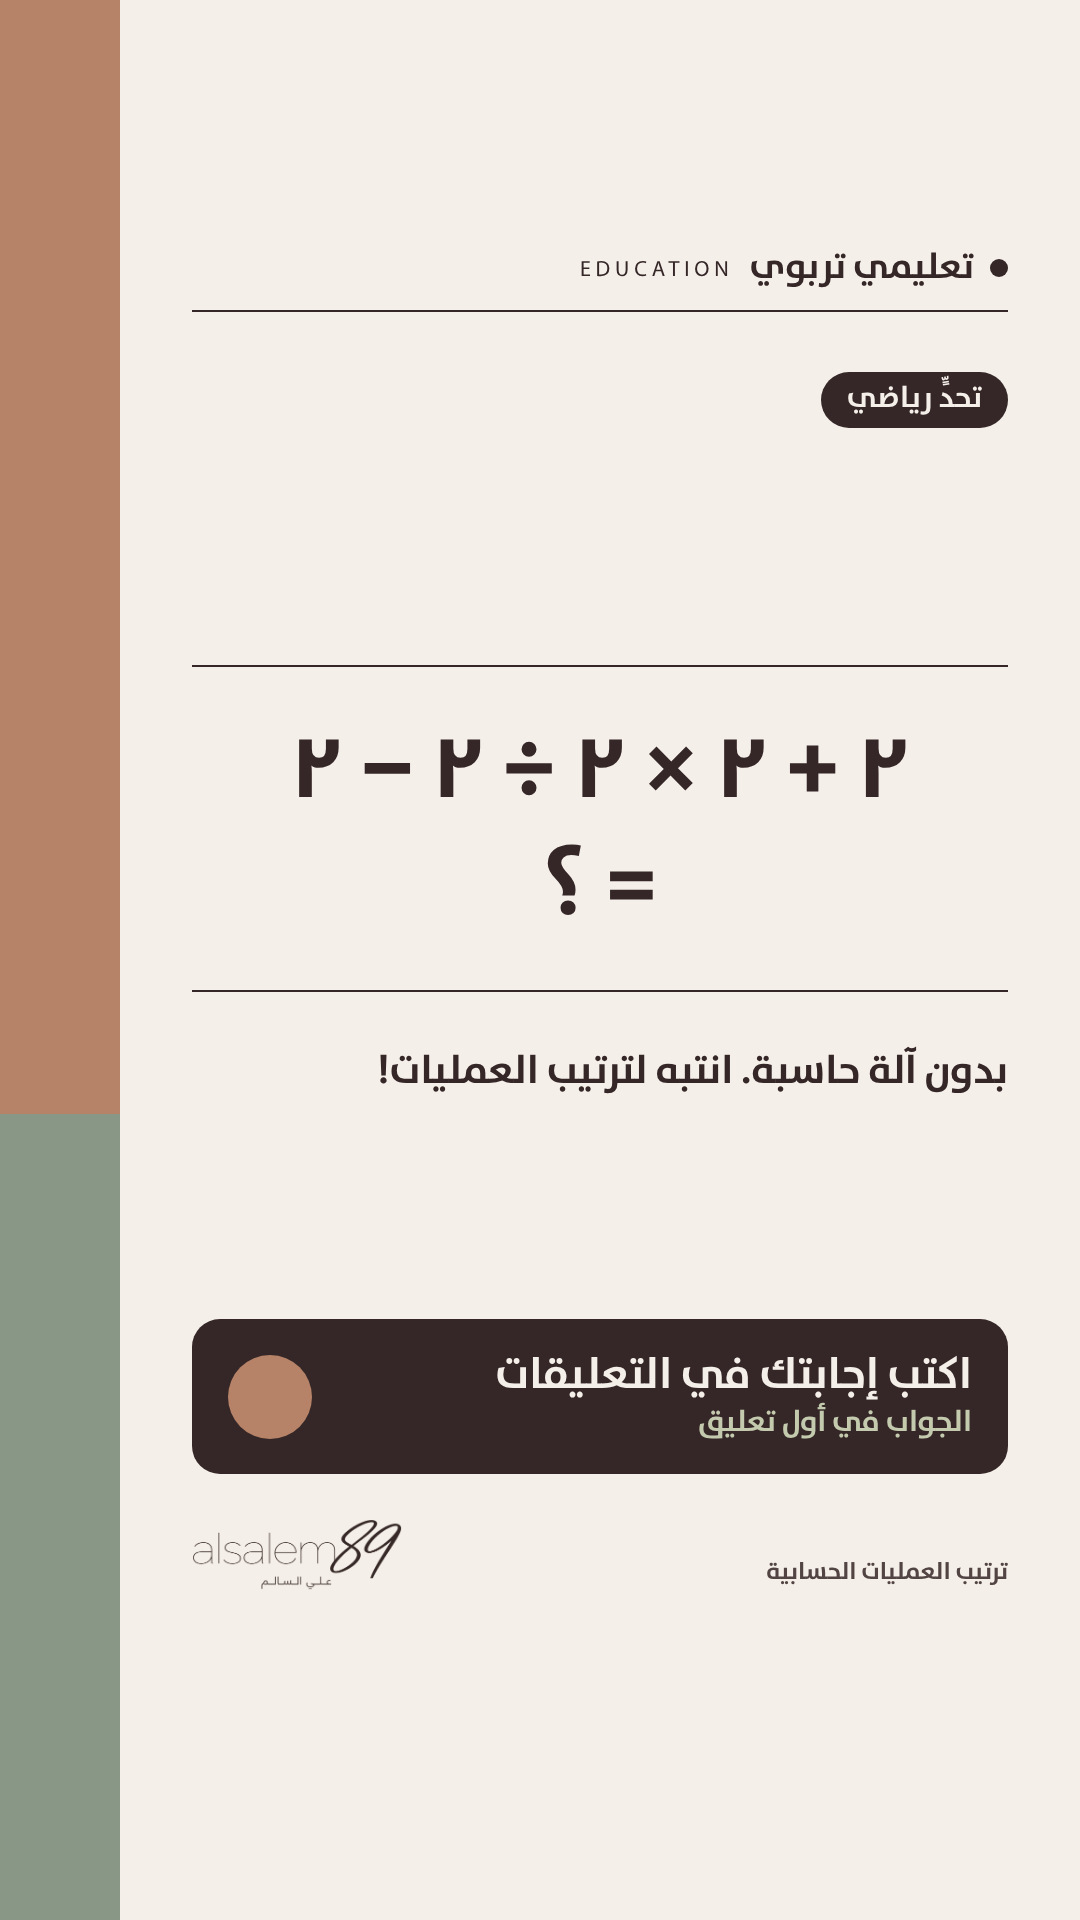 تعليمي تربوي EDUCATION
تحدٍّ رياضي
٢ + ٢ × ٢ ÷ ٢ − ٢
= ؟
بدون آلة حاسبة. انتبه لترتيب العمليات!
اكتب إجابتك في التعليقات
الجواب في أول تعليق
ترتيب العمليات الحسابية
alsalem89
علي السالم